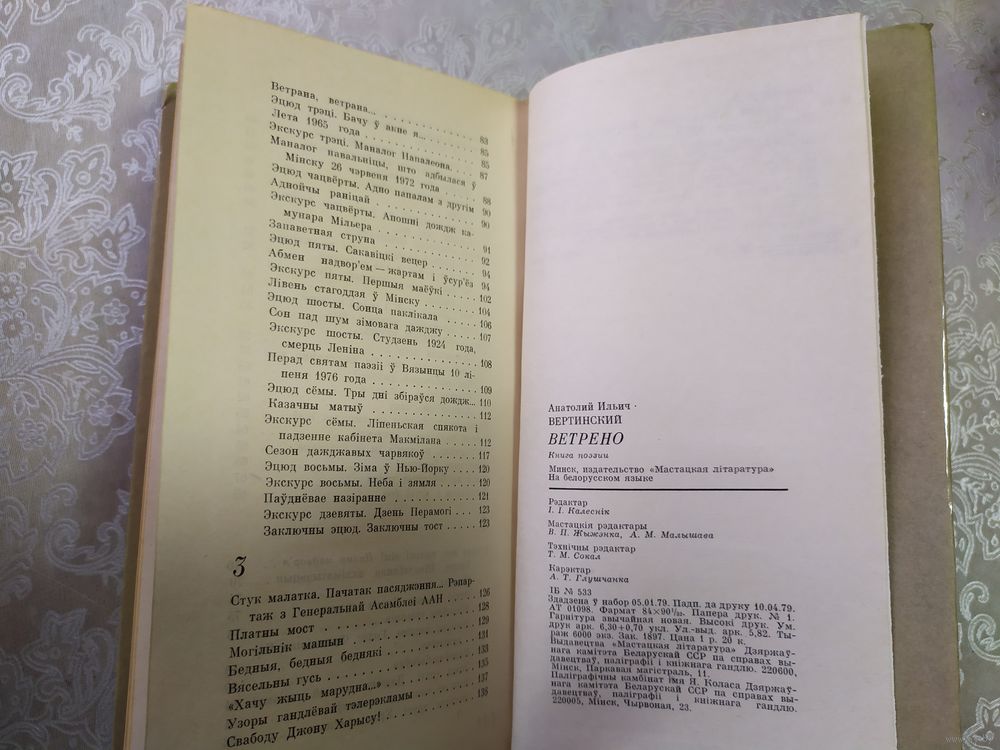 Ветрана, ветрана... 83
Эцюд трэці. Бачу ў акне я... 85
Лета 1965 года 85
Экскурс трэці. Маналог Напалеона. 87
Маналог навальніцы, што адбылася ў
Мінску 26 чэрвеня 1972 года 88
Эцюд чацвёрты. Адно папалам з другім 90
Аднойчы раніцай 90
Экскурс чацвёрты. Апошні дождж ка-
мунара Мільера 91
Запаветная струна 92
Эцюд пяты. Сакавіцкі вецер 94
Абмен надвор'ем — жартам і ўсур'ёз 94
Экскурс пяты. Першыя маёўкі 102
Лівень стагоддзя ў Мінску 104
Эцюд шосты. Сонца паклікала 106
Сон пад шум зімовага дажджу 107
Экскурс шосты. Студзень 1924 года,
смерць Леніна 108
Перад святам паэзіі ў Вязынцы 10 лі-
пеня 1976 года 109
Эцюд сёмы. Тры дні збіраўся дождж... 110
Казачны матыў 112
Экскурс сёмы. Ліпеньская спякота і
падзенне кабінета Макмілана 112
Сезон дажджавых чарвякоў 117
Эцюд восьмы. Зіма ў Нью-Йорку 120
Экскурс восьмы. Неба і зямля 120
Паўднёвае назіранне 121
Экскурс дзевяты. Дзень Перамогі 123
Заключны эцюд. Заключны тост 123
3
Стук малатка. Пачатак пасяджэння... Рэпар-
таж з Генеральнай Асамблеі ААН 126
Платны мост 128
Могільнік машын 129
Бедныя, бедныя беднякі 131
Вясельны гусь 133
«Хачу жыць марудна...» 135
Узоры гандлёвай тэлерэкламы 137
Свабоду Джону Харысу! 138
Анатолий Ильич
ВЕРТИНСКИЙ
ВЕТРЕНО
Книга поэзии
Минск, издательство «Мастацкая літаратура»
На белорусском языке
Рэдактар
І. І. Калеснік
Мастацкія рэдактары
В. П. Жыжэнка, А. М. Малышава
Тэхнічны рэдактар
Т. М. Сокал
Карэктар
А. Т. Глушчанка
ІБ № 533
Здадзена ў набор 05.01.79. Падп. да друку 10.04.79.
АТ 01098. Фармат 84×90¹/₃₂. Папера друк. № 1.
Гарнітура звычайная новая. Высокі друк. Ум.
друк арк. 6,30+0,70 укл. Ул.-выд. арк. 5,82. Ты-
раж 6000 экз. Зак. 1897. Цана 1 р. 20 к.
Выдавецтва «Мастацкая літаратура» Дзяржаў-
нага камітэта Беларускай ССР па справах вы-
давецтваў, паліграфіі і кніжнага гандлю. 220600,
Мінск, Паркавая магістраль, 11.
Паліграфічны камбінат імя Я. Коласа Дзяржаў-
нага камітэта Беларускай ССР па справах вы-
давецтваў, паліграфіі і кніжнага гандлю.
220005, Мінск, Чырвоная, 23.